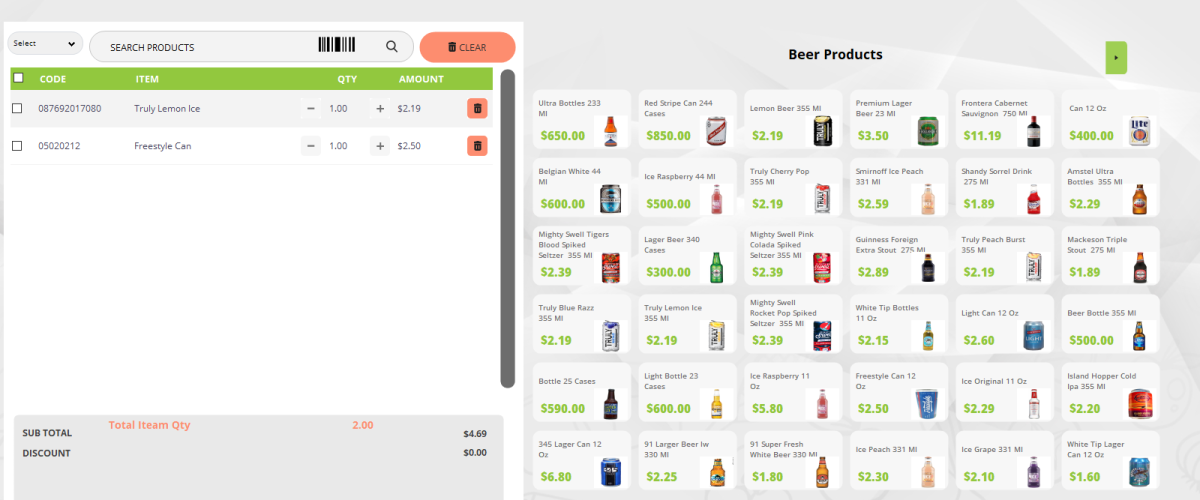 Select
SEARCH PRODUCTS
CLEAR
CODE ITEM QTY AMOUNT
087692017080 Truly Lemon Ice − 1.00 + $2.19
05020212 Freestyle Can − 1.00 + $2.50
Total Iteam Qty 2.00
SUB TOTAL $4.69
DISCOUNT $0.00
Beer Products
Ultra Bottles 233
Ml
$650.00
Red Stripe Can 244
Cases
$850.00
Lemon Beer 355 Ml
$2.19
TRULY
Premium Lager
Beer 23 Ml
$3.50
Frontera Cabernet
Sauvignon 750 Ml
$11.19
Can 12 Oz
$400.00
Lite
Belgian White 44
Ml
$600.00
Ice Raspberry 44 Ml
$500.00
Truly Cherry Pop
355 Ml
$2.19
TRULY
Smirnoff Ice Peach
331 Ml
$2.59
Shandy Sorrel Drink
275 Ml
$1.89
Amstel Ultra
Bottles 355 Ml
$2.29
Mighty Swell Tigers
Blood Spiked
Seltzer 355 Ml
$2.39
Lager Beer 340
Cases
$300.00
Mighty Swell Pink
Colada Spiked
Seltzer 355 Ml
$2.39
Guinness Foreign
Extra Stout 275 Ml
$2.89
Truly Peach Burst
355 Ml
$2.19
TRULY
Mackeson Triple
Stout 275 Ml
$1.89
Truly Blue Razz
355 Ml
$2.19
TRULY
Truly Lemon Ice
355 Ml
$2.19
TRULY
Mighty Swell
Rocket Pop Spiked
Seltzer 355 Ml
$2.39
White Tip Bottles
11 Oz
$2.15
Light Can 12 Oz
$2.60
Beer Bottle 355 Ml
$500.00
Bottle 25 Cases
$590.00
Light Bottle 23
Cases
$600.00
Ice Raspberry 11
Oz
$5.80
Freestyle Can 12
Oz
$2.50
Ice Original 11 Oz
$2.29
Island Hopper Cold
Ipa 355 Ml
$2.20
345 Lager Can 12
Oz
$6.80
91 Larger Beer Iw
330 Ml
$2.25
91 Super Fresh
White Beer 330 Ml
$1.80
Ice Peach 331 Ml
$2.30
Ice Grape 331 Ml
$2.10
White Tip Lager
Can 12 Oz
$1.60